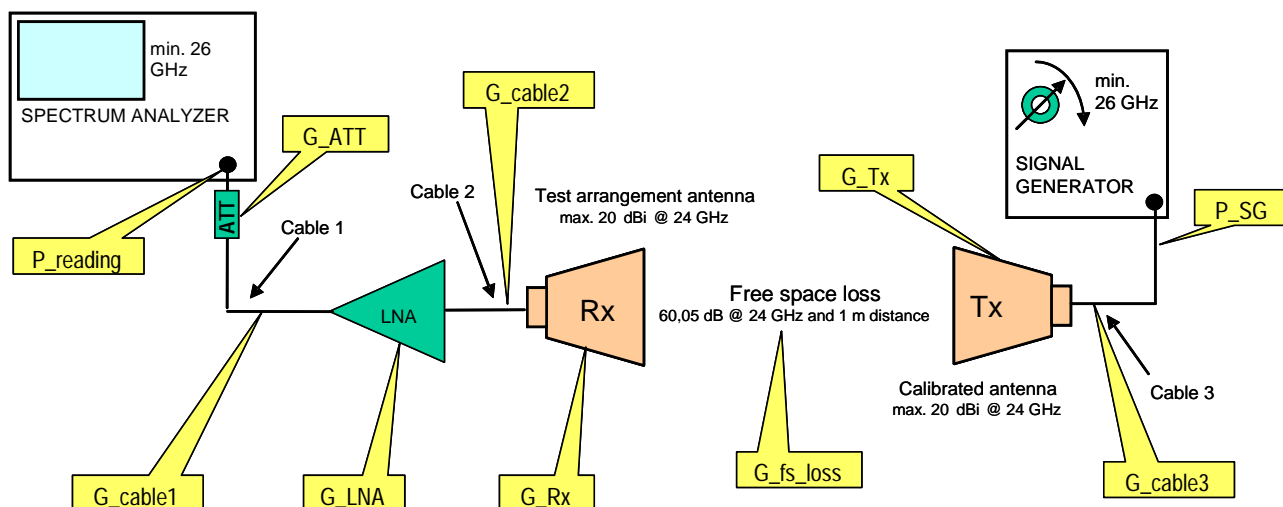 min. 26
GHz
SPECTRUM ANALYZER
G_ATT
ATT
P_reading
Cable 1
G_cable2
Cable 2
Test arrangement antenna
max. 20 dBi @ 24 GHz
LNA
Rx
Free space loss
60,05 dB @ 24 GHz and 1 m distance
G_Tx
Tx
min.
26 GHz
SIGNAL
GENERATOR
P_SG
Calibrated antenna
max. 20 dBi @ 24 GHz
Cable 3
G_cable1
G_LNA
G_Rx
G_fs_loss
G_cable3